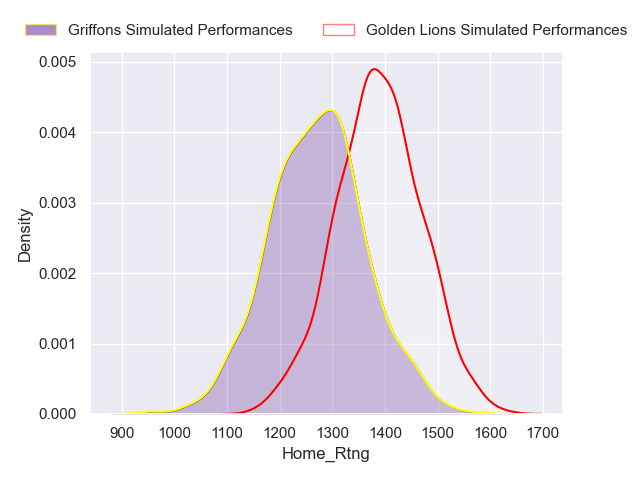 Griffons Simulated Performances Golden Lions Simulated Performances
0.005
0.004
0.003
0.002
0.001
0.000
Density
900 1000 1100 1200 1300 1400 1500 1600 1700
Home_Rtng